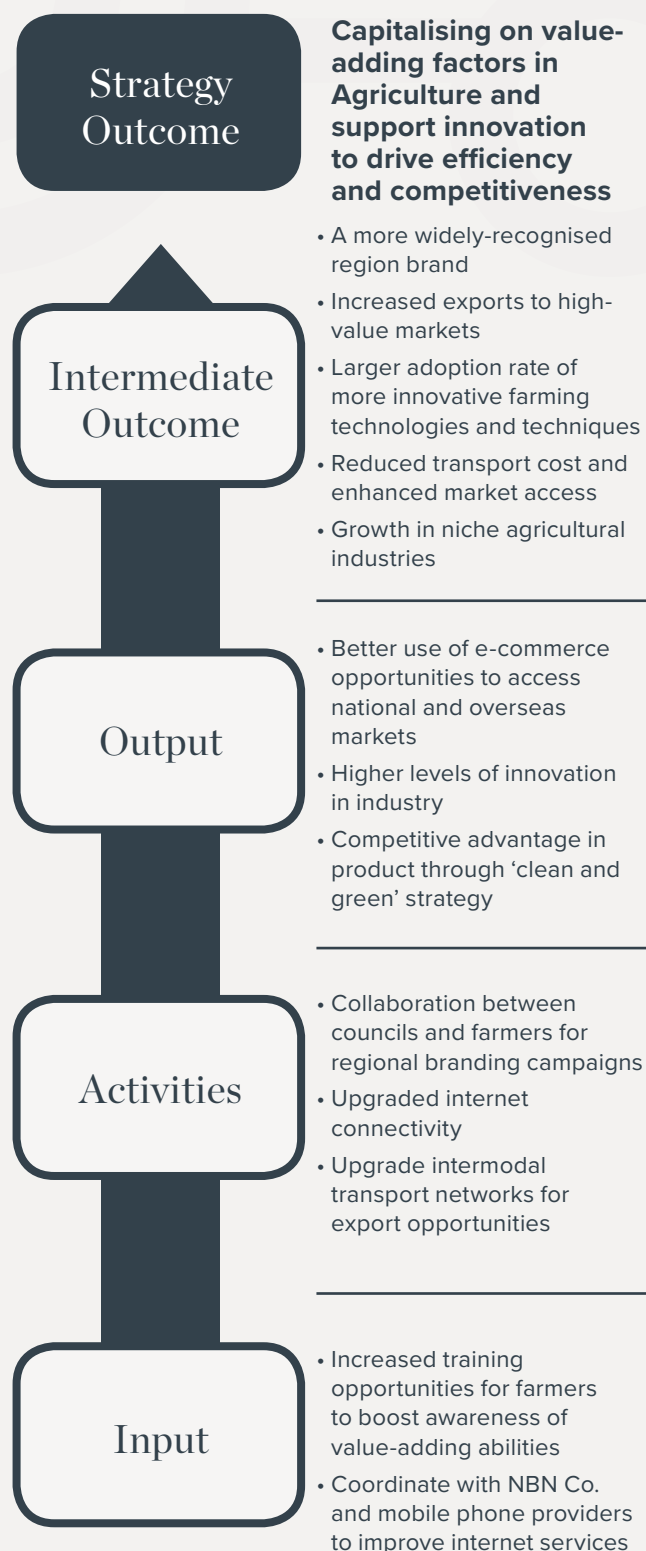 Strategy
Outcome
Capitalising on value-
adding factors in
Agriculture and
support innovation
to drive efficiency
and competitiveness
Intermediate
Outcome
• A more widely-recognised
region brand
• Increased exports to high-
value markets
• Larger adoption rate of
more innovative farming
technologies and techniques
• Reduced transport cost and
enhanced market access
• Growth in niche agricultural
industries
Output
• Better use of e-commerce
opportunities to access
national and overseas
markets
• Higher levels of innovation
in industry
• Competitive advantage in
product through ‘clean and
green’ strategy
Activities
• Collaboration between
councils and farmers for
regional branding campaigns
• Upgraded internet
connectivity
• Upgrade intermodal
transport networks for
export opportunities
Input
• Increased training
opportunities for farmers
to boost awareness of
value-adding abilities
• Coordinate with NBN Co.
and mobile phone providers
to improve internet services